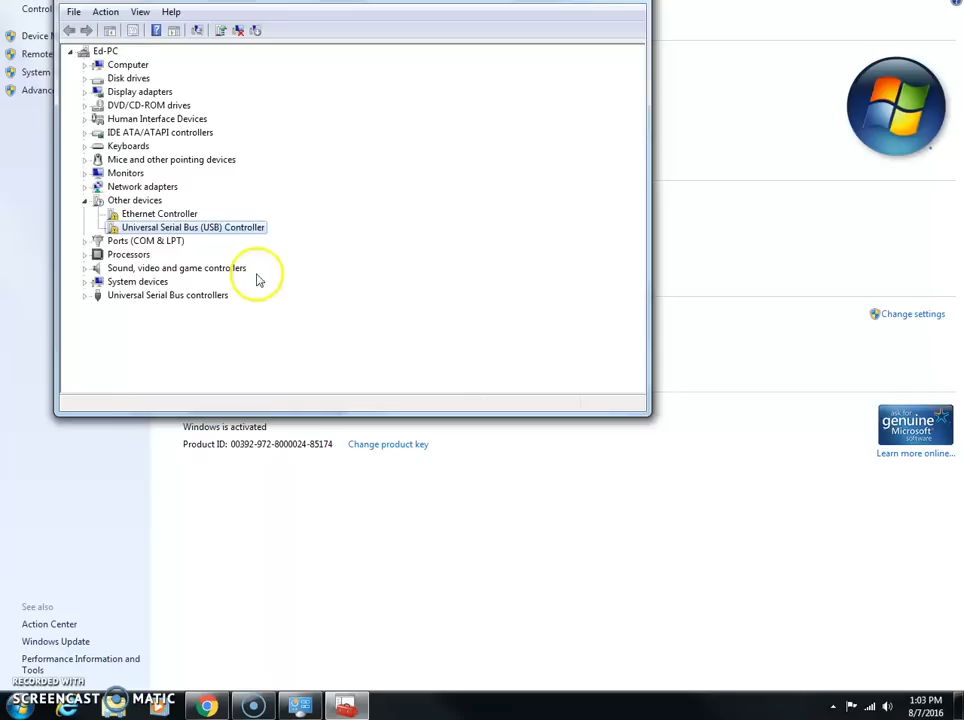 Control
File Action View Help
Device M
Remote
System
Advanc
Ed-PC
Computer
Disk drives
Display adapters
DVD/CD-ROM drives
Human Interface Devices
IDE ATA/ATAPI controllers
Keyboards
Mice and other pointing devices
Monitors
Network adapters
Other devices
Ethernet Controller
Universal Serial Bus (USB) Controller
Ports (COM & LPT)
Processors
Sound, video and game controllers
System devices
Universal Serial Bus controllers
Change settings
ask for
genuine
Microsoft
software
Learn more online...
Windows is activated
Product ID: 00392-972-8000024-85174 Change product key
See also
Action Center
Windows Update
Performance Information and
Tools
RECORDED WITH
SCREENCAST MATIC
1:03 PM
8/7/2016